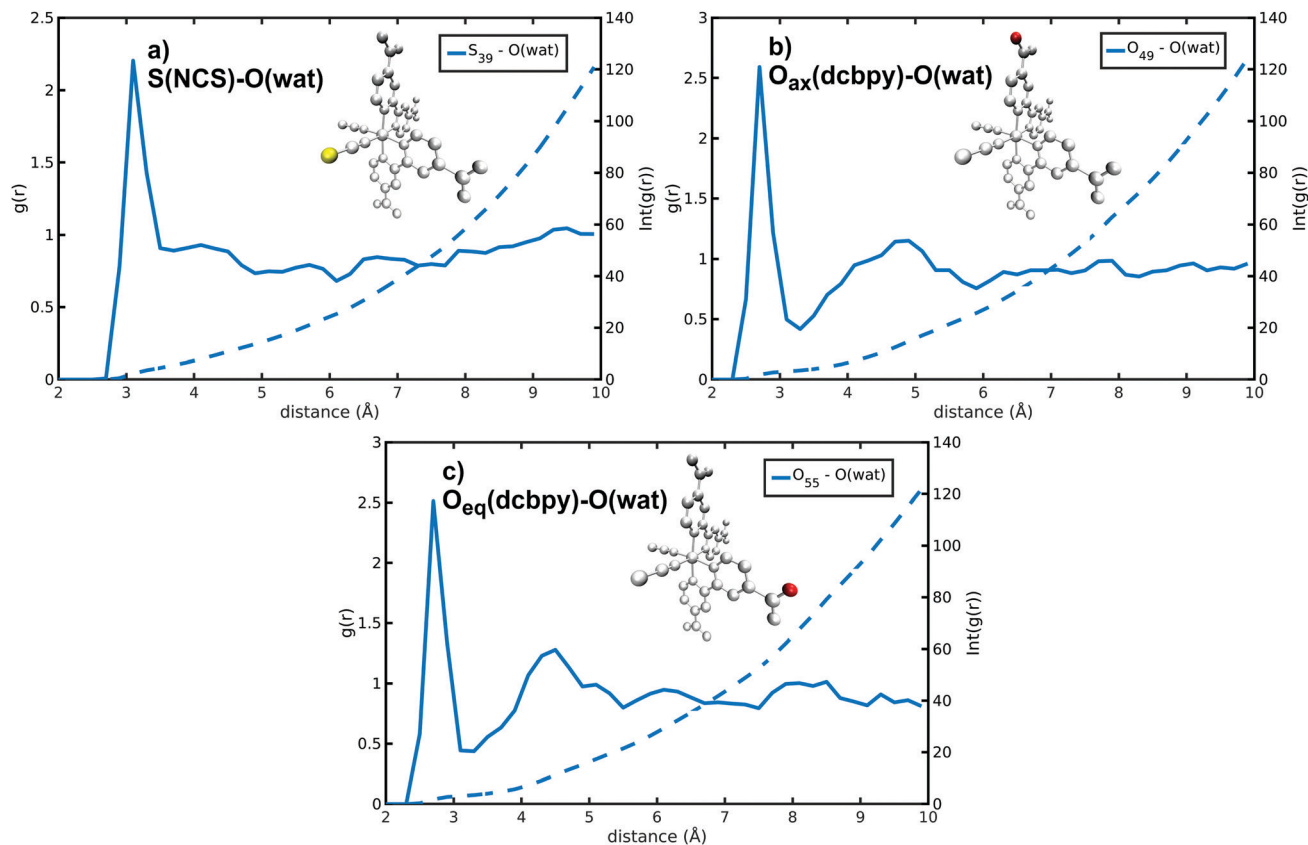 a)
S(NCS)-O(wat)
S39 - O(wat)
2.5
2
1.5
1
0.5
0
g(r)
140
120
100
80
60
40
20
0
Int(g(r))
2 3 4 5 6 7 8 9 10
distance (Å)
b)
Oax(dcbpy)-O(wat)
O49 - O(wat)
3
2.5
2
1.5
1
0.5
0
g(r)
140
120
100
80
60
40
20
0
Int(g(r))
2 3 4 5 6 7 8 9 10
distance (Å)
c)
Oeq(dcbpy)-O(wat)
O55 - O(wat)
3
2.5
2
1.5
1
0.5
0
g(r)
140
120
100
80
60
40
20
0
Int(g(r))
2 3 4 5 6 7 8 9 10
distance (Å)